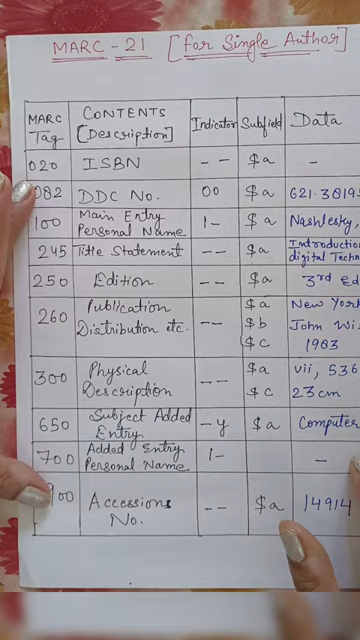 MARC - 21 [For Single Author]
MARC Tag | CONTENTS [Description] | Indicator | Subfield | Data
020 | ISBN | -- | $a | -
082 | DDC No. | 00 | $a | 621.3819
100 | Main Entry Personal Name | 1- | $a | Nashlesky,
245 | Title Statement | -- | $a | Introduction digital Techn
250 | Edition | -- | $a | 3rd Ed
260 | Publication Distribution etc. | -- | $a $b $c | New York John Wi 1983
300 | Physical Description | -- | $a $c | vii, 536 23cm
650 | Subject Added Entry | -y | $a | Computer
700 | Added Entry Personal Name | 1- | -
900 | Accessions No. | -- | $a | 14914